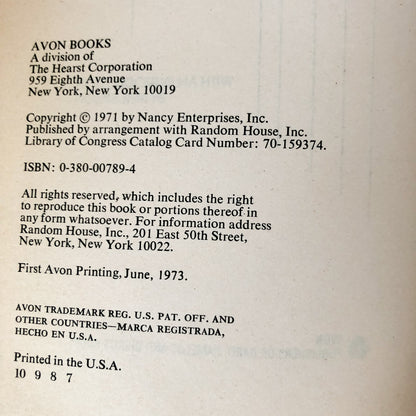 AVON BOOKS
A division of
The Hearst Corporation
959 Eighth Avenue
New York, New York 10019
Copyright © 1971 by Nancy Enterprises, Inc.
Published by arrangement with Random House, Inc.
Library of Congress Catalog Card Number: 70-159374.
ISBN: 0-380-00789-4
All rights reserved, which includes the right
to reproduce this book or portions thereof in
any form whatsoever. For information address
Random House, Inc., 201 East 50th Street,
New York, New York 10022.
First Avon Printing, June, 1973.
AVON TRADEMARK REG. U.S. PAT. OFF. AND
OTHER COUNTRIES—MARCA REGISTRADA,
HECHO EN U.S.A.
Printed in the U.S.A.
10 9 8 7